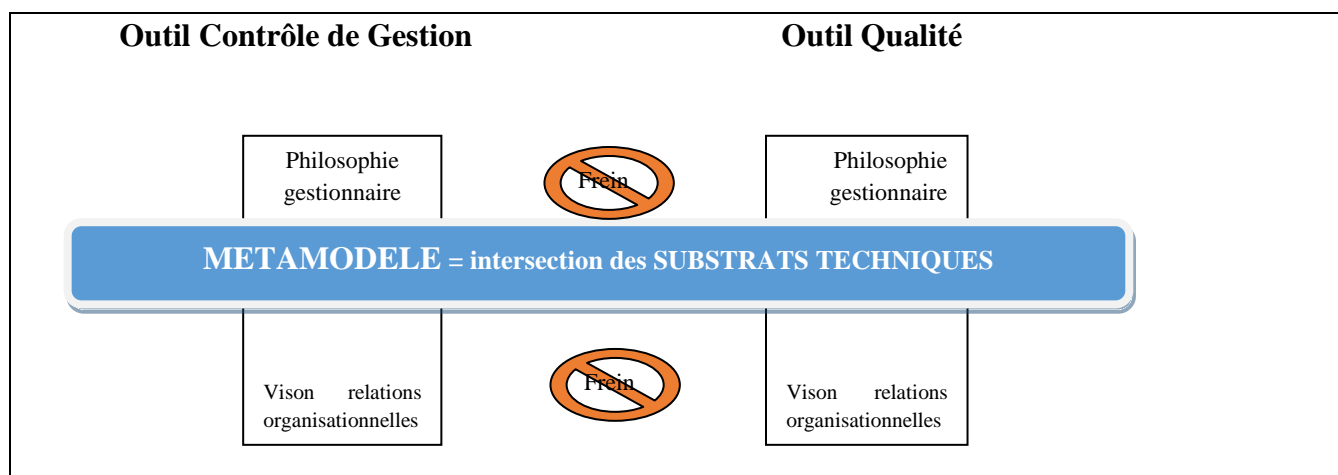 Outil Contrôle de Gestion
Outil Qualité
Philosophie
gestionnaire
Frein
Philosophie
gestionnaire
METAMODELE = intersection des SUBSTRATS TECHNIQUES
Vison relations
organisationnelles
Frein
Vison relations
organisationnelles